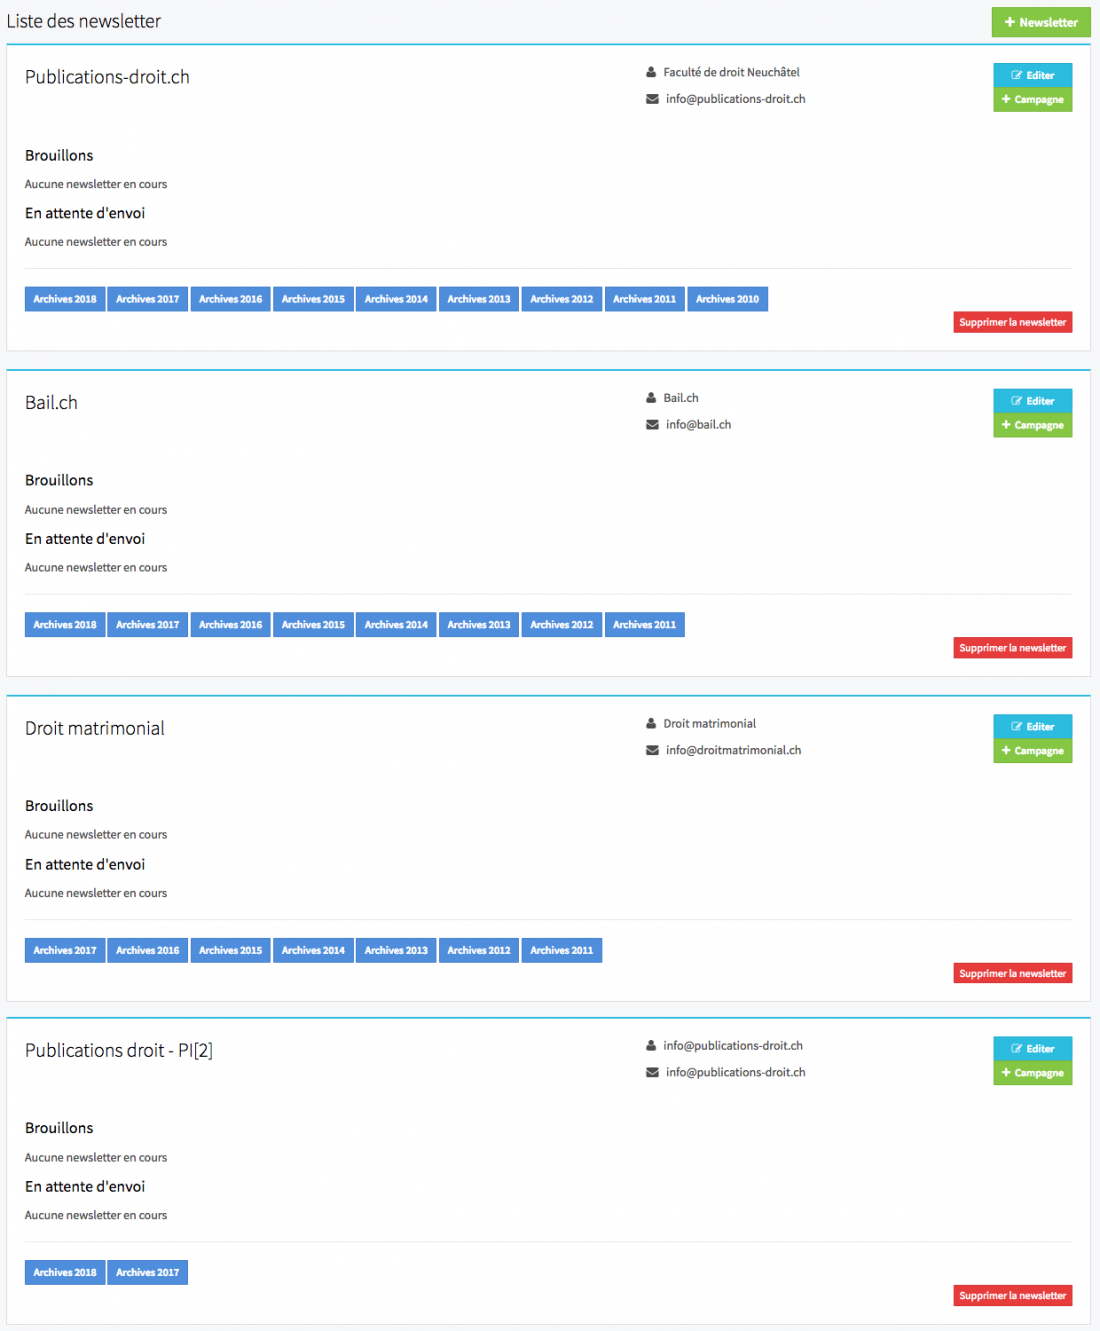 Liste des newsletter
Newsletter
Publications-droit.ch
Faculté de droit Neuchâtel
info@publications-droit.ch
Editer
Campagne
Brouillons
Aucune newsletter en cours
En attente d'envoi
Aucune newsletter en cours
Archives 2018 Archives 2017 Archives 2016 Archives 2015 Archives 2014 Archives 2013 Archives 2012 Archives 2011 Archives 2010
Supprimer la newsletter
Bail.ch
Bail.ch
info@bail.ch
Editer
Campagne
Brouillons
Aucune newsletter en cours
En attente d'envoi
Aucune newsletter en cours
Archives 2018 Archives 2017 Archives 2016 Archives 2015 Archives 2014 Archives 2013 Archives 2012 Archives 2011
Supprimer la newsletter
Droit matrimonial
Droit matrimonial
info@droitmatrimonial.ch
Editer
Campagne
Brouillons
Aucune newsletter en cours
En attente d'envoi
Aucune newsletter en cours
Archives 2017 Archives 2016 Archives 2015 Archives 2014 Archives 2013 Archives 2012 Archives 2011
Supprimer la newsletter
Publications droit - PI[2]
info@publications-droit.ch
info@publications-droit.ch
Editer
Campagne
Brouillons
Aucune newsletter en cours
En attente d'envoi
Aucune newsletter en cours
Archives 2018 Archives 2017
Supprimer la newsletter